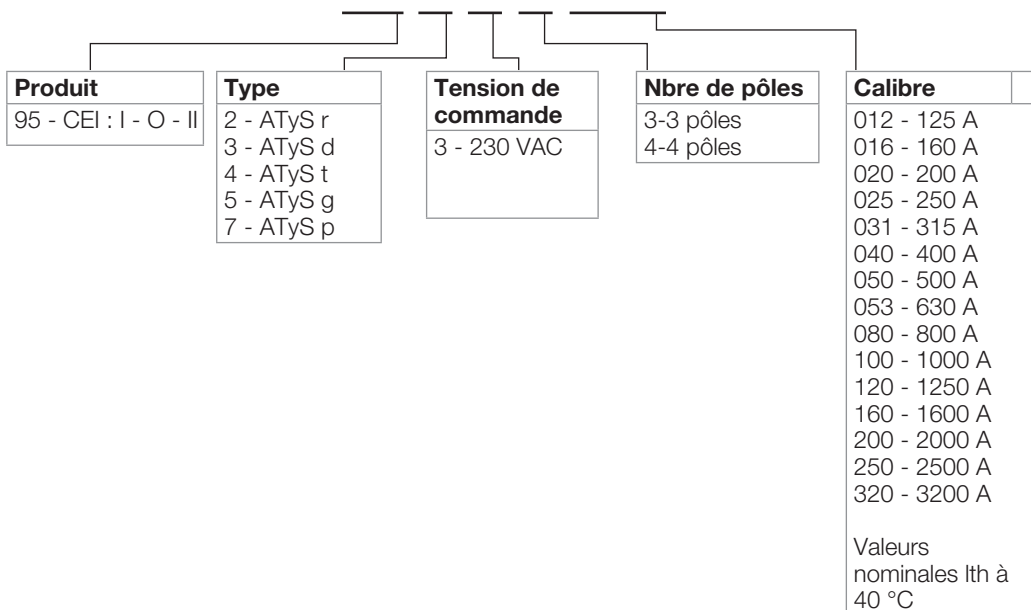 Produit
95 - CEI : I - O - II
Type
2 - ATyS r
3 - ATyS d
4 - ATyS t
5 - ATyS g
7 - ATyS p
Tension de
commande
3 - 230 VAC
Nbre de pôles
3-3 pôles
4-4 pôles
Calibre
012 - 125 A
016 - 160 A
020 - 200 A
025 - 250 A
031 - 315 A
040 - 400 A
050 - 500 A
053 - 630 A
080 - 800 A
100 - 1000 A
120 - 1250 A
160 - 1600 A
200 - 2000 A
250 - 2500 A
320 - 3200 A
Valeurs
nominales Ith à
40 °C